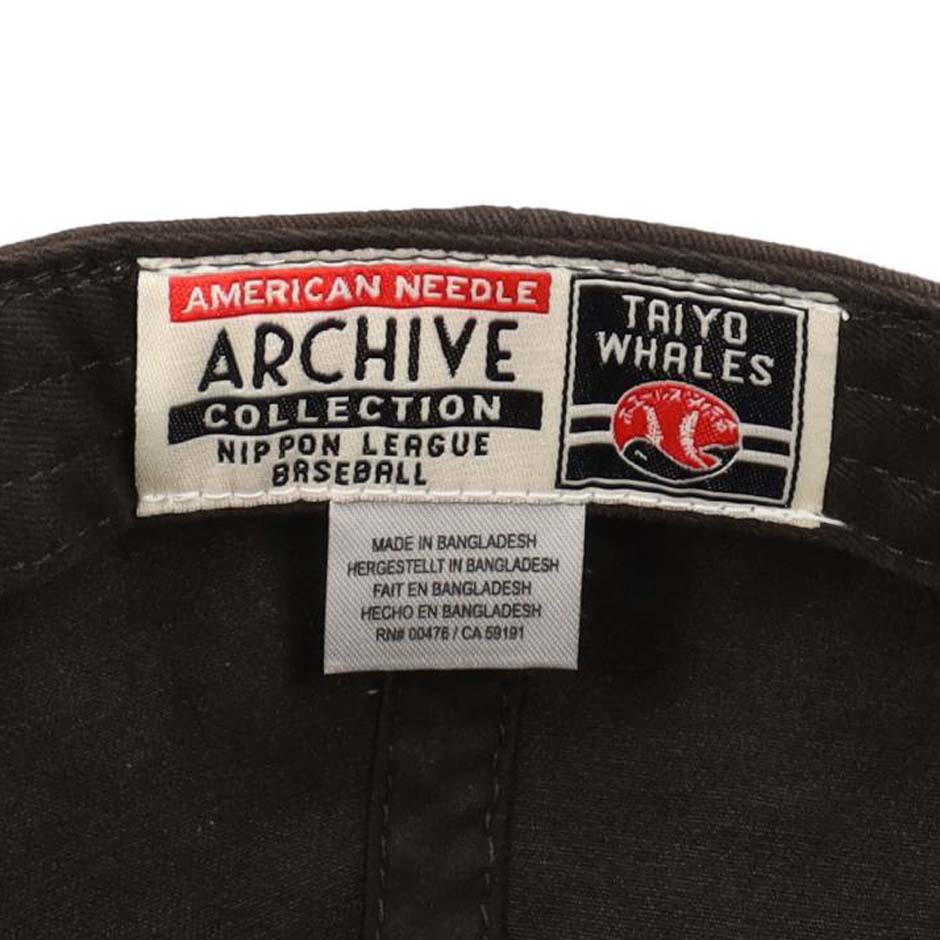 AMERICAN NEEDLE
ARCHIVE
COLLECTION
NIPPON LEAGUE
BASEBALL
TAIYO
WHALES
MADE IN BANGLADESH
HERGESTELLT IN BANGLADESH
FAIT EN BANGLADESH
HECHO EN BANGLADESH
RN# 00476 / CA 59191